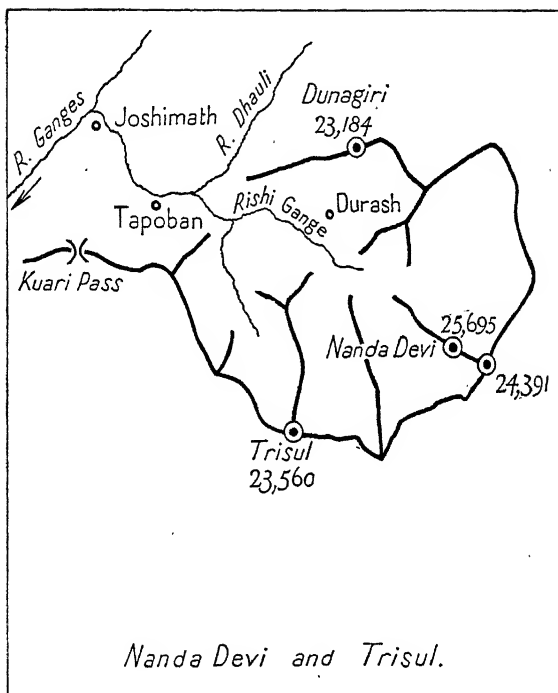 R. Ganges
Joshimath
R. Dhauli
Dunagiri
23,184
Tapoban
Rishi Gange
Durash
Kuari Pass
25,695
Nanda Devi
24,391
Trisul
23,560
Nanda Devi and Trisul.